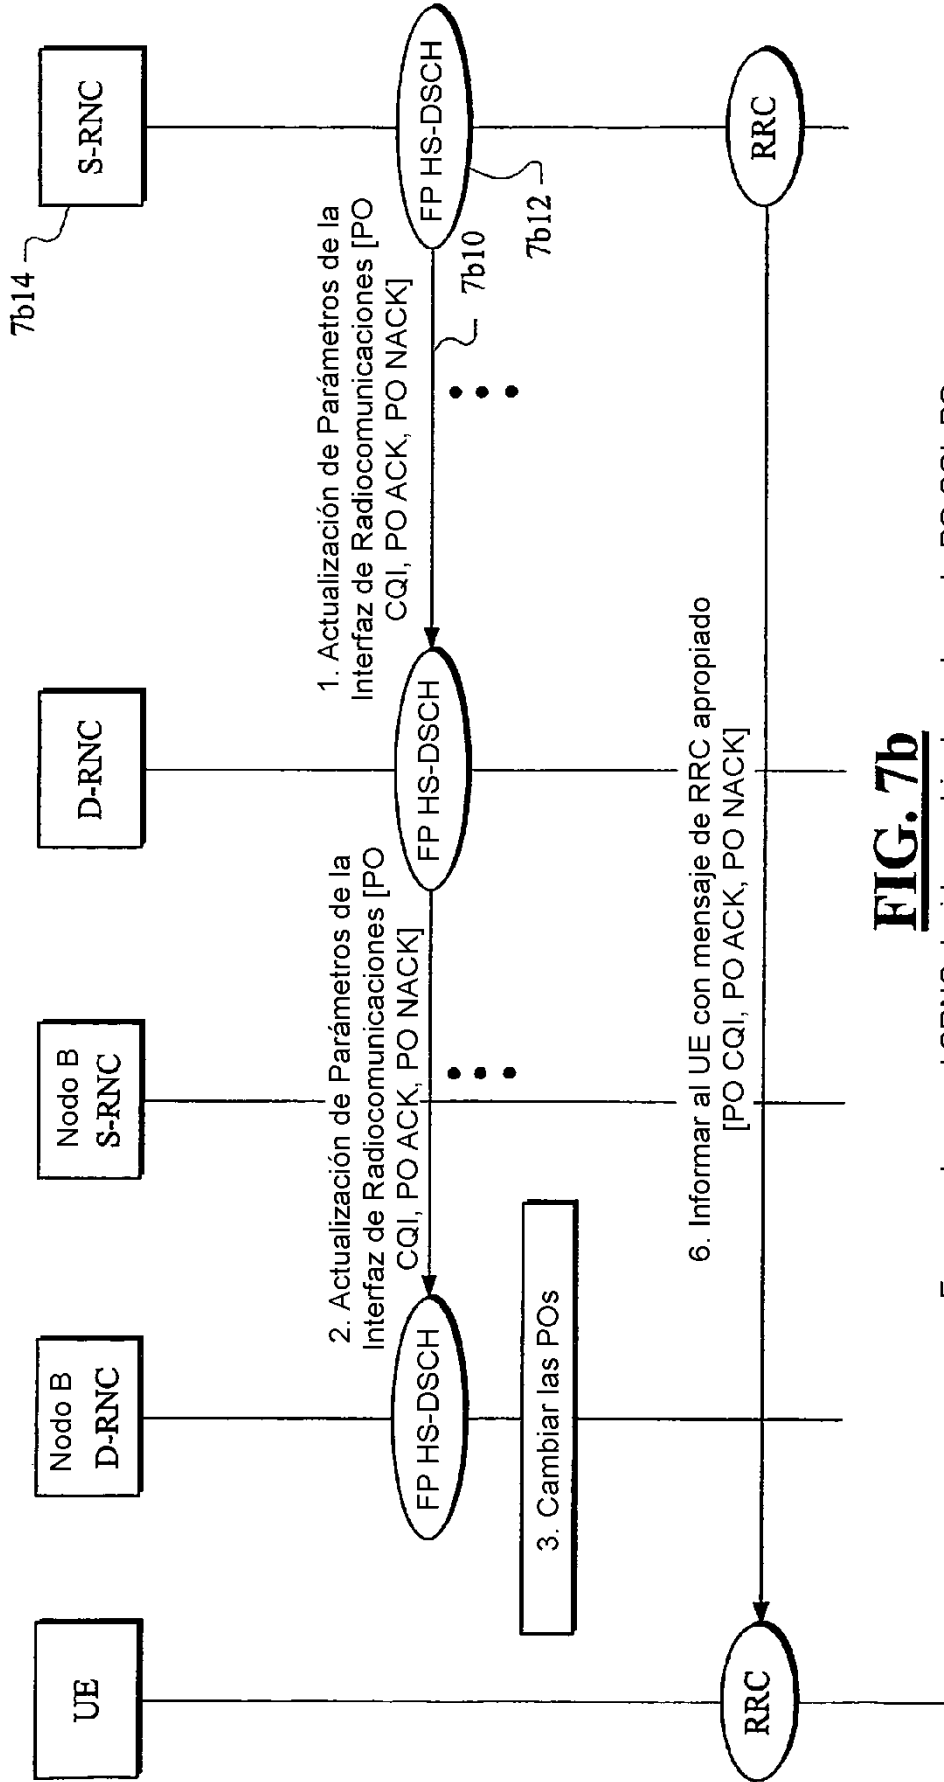 UE
Nodo B
D-RNC
Nodo B
S-RNC
D-RNC
S-RNC
7b14
1. Actualización de Parámetros de la
Interfaz de Radiocomunicaciones [PO
CQI, PO ACK, PO NACK]
7b10
FP HS-DSCH
7b12
2. Actualización de Parámetros de la
Interfaz de Radiocomunicaciones [PO
CQI, PO ACK, PO NACK]
FP HS-DSCH
FP HS-DSCH
3. Cambiar las POs
6. Informar al UE con mensaje de RRC apropiado
[PO CQI, PO ACK, PO NACK]
RRC
RRC
FIG. 7b